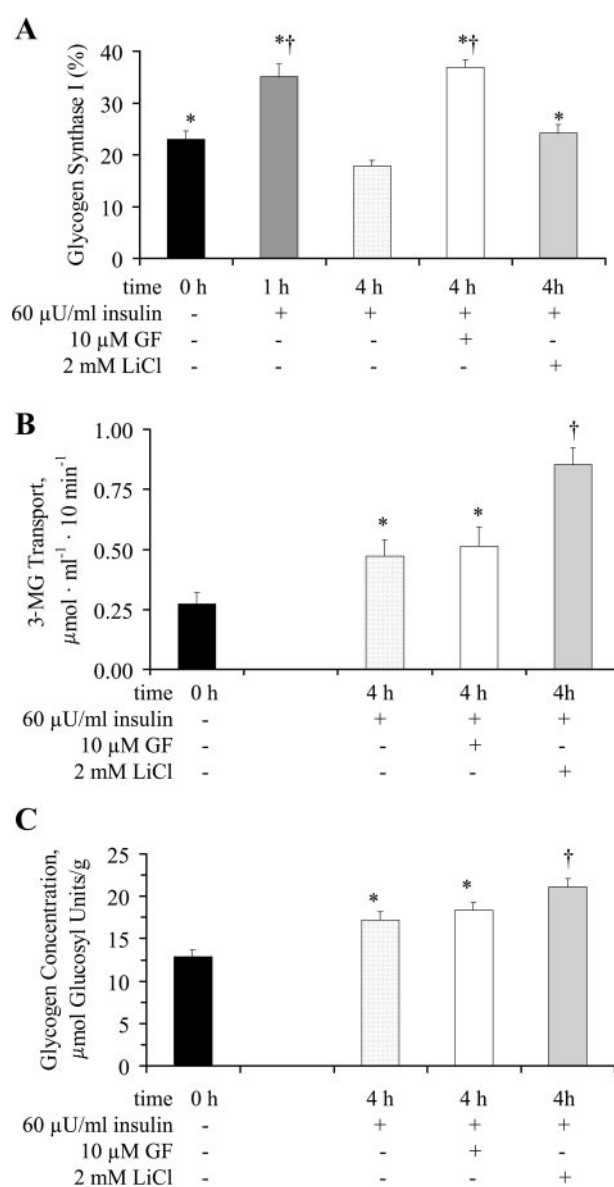 A
Glycogen Synthase I (%)
40
30
20
10
0
*
*†
*†
*
time 0 h 1 h 4 h 4 h 4h
60 µU/ml insulin - + + + +
10 µM GF - - - + -
2 mM LiCl - - - - +
B
3-MG Transport,
µmol · ml⁻¹ · 10 min⁻¹
1.00
0.75
0.50
0.25
0.00
*
*
†
time 0 h 4 h 4 h 4h
60 µU/ml insulin - + + +
10 µM GF - - + -
2 mM LiCl - - - +
C
Glycogen Concentration,
µmol Glucosyl Units/g
25
20
15
10
5
0
*
*
†
time 0 h 4 h 4 h 4h
60 µU/ml insulin - + + +
10 µM GF - - + -
2 mM LiCl - - - +